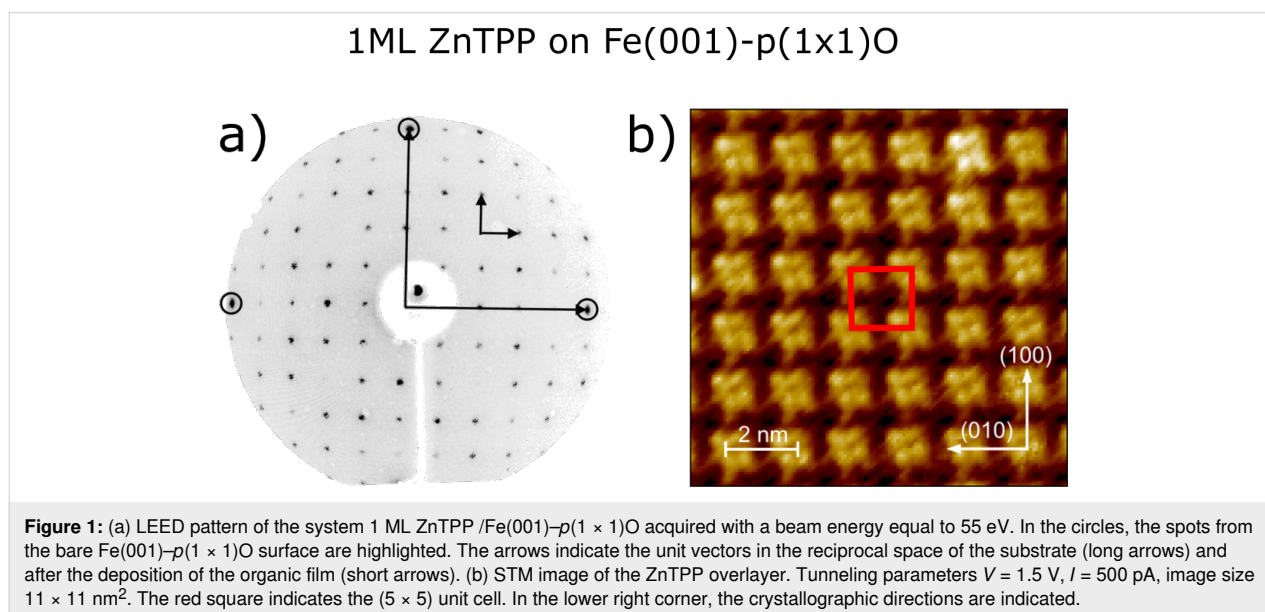 1ML ZnTPP on Fe(001)-p(1x1)O
a)
b)
(100)
(010)
2 nm
Figure 1: (a) LEED pattern of the system 1 ML ZnTPP /Fe(001)–p(1 × 1)O acquired with a beam energy equal to 55 eV. In the circles, the spots from
the bare Fe(001)–p(1 × 1)O surface are highlighted. The arrows indicate the unit vectors in the reciprocal space of the substrate (long arrows) and
after the deposition of the organic film (short arrows). (b) STM image of the ZnTPP overlayer. Tunneling parameters V = 1.5 V, I = 500 pA, image size
11 × 11 nm². The red square indicates the (5 × 5) unit cell. In the lower right corner, the crystallographic directions are indicated.